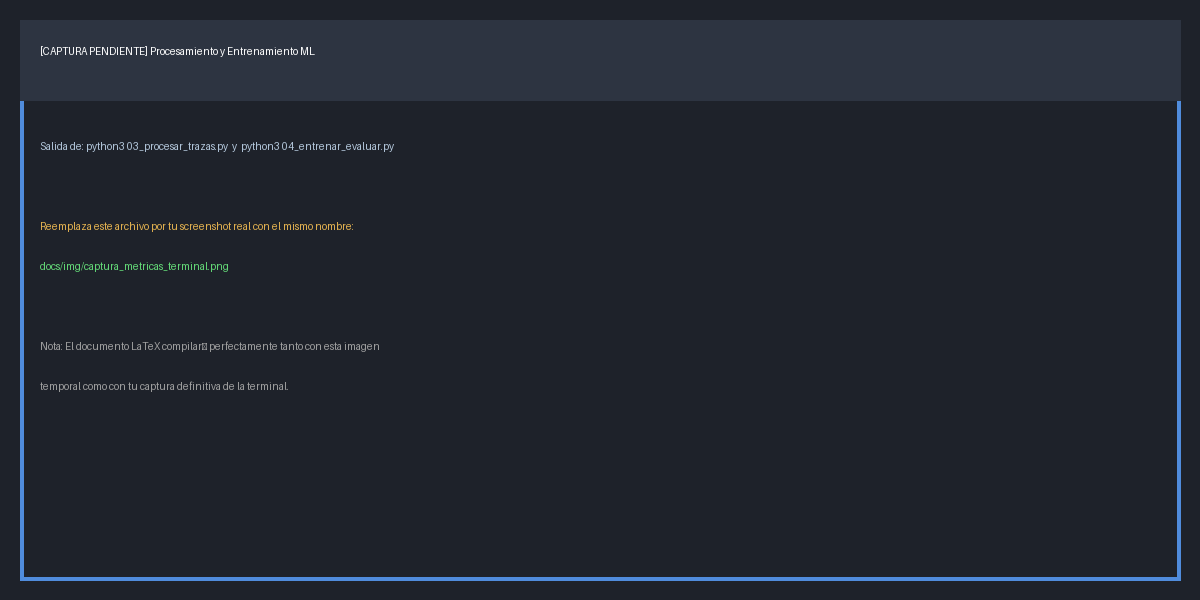 [CAPTURA PENDIENTE] Procesamiento y Entrenamiento ML
Salida de: python3 03_procesar_trazas.py y python3 04_entrenar_evaluar.py
Reemplaza este archivo por tu screenshot real con el mismo nombre:
docs/img/captura_metricas_terminal.png
Nota: El documento LaTeX compilar▯ perfectamente tanto con esta imagen
temporal como con tu captura definitiva de la terminal.